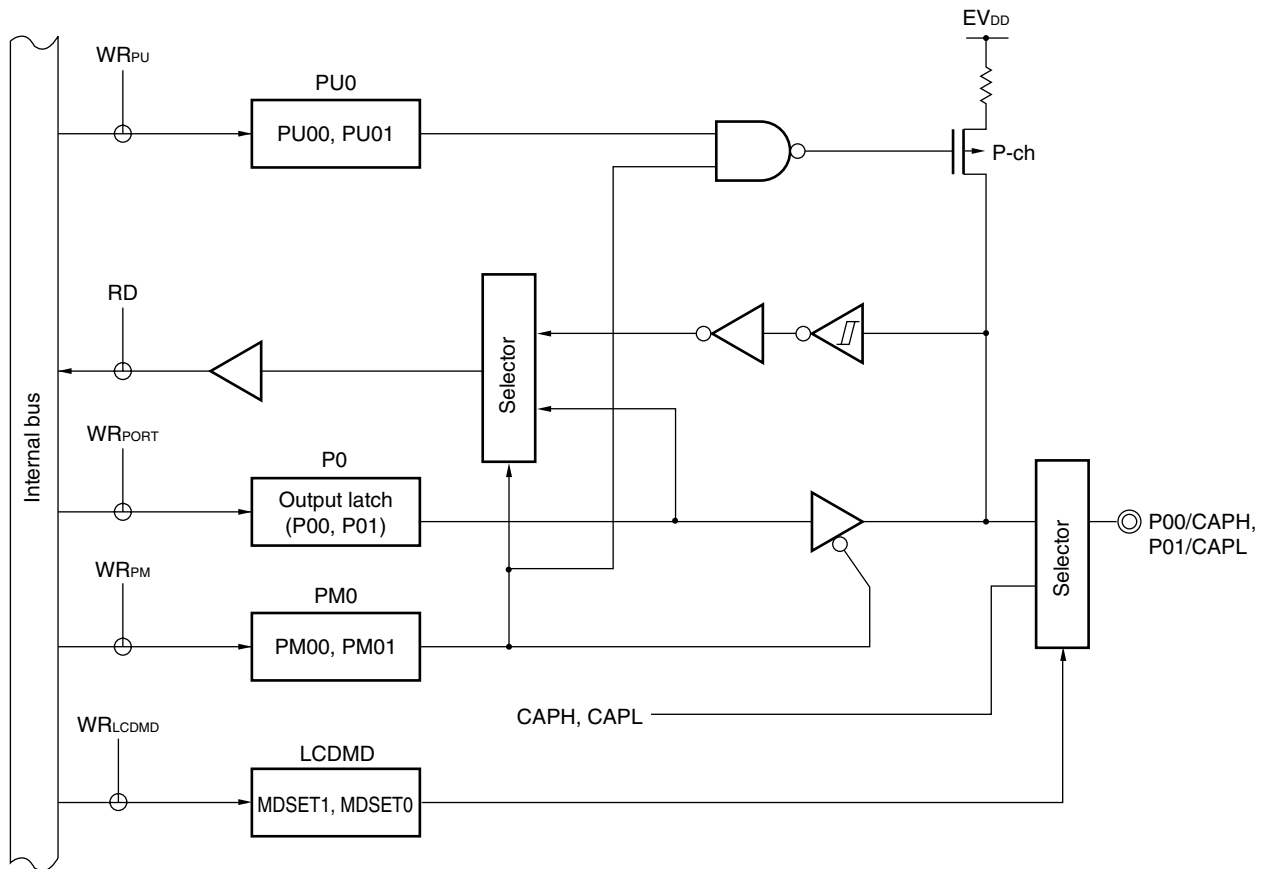 EVDD
WRPU
PU0
PU00, PU01
P-ch
RD
Selector
Internal bus
WRPORT
P0
Output latch
(P00, P01)
Selector
P00/CAPH,
P01/CAPL
WRPM
PM0
PM00, PM01
CAPH, CAPL
WRLCDMD
LCDMD
MDSET1, MDSET0